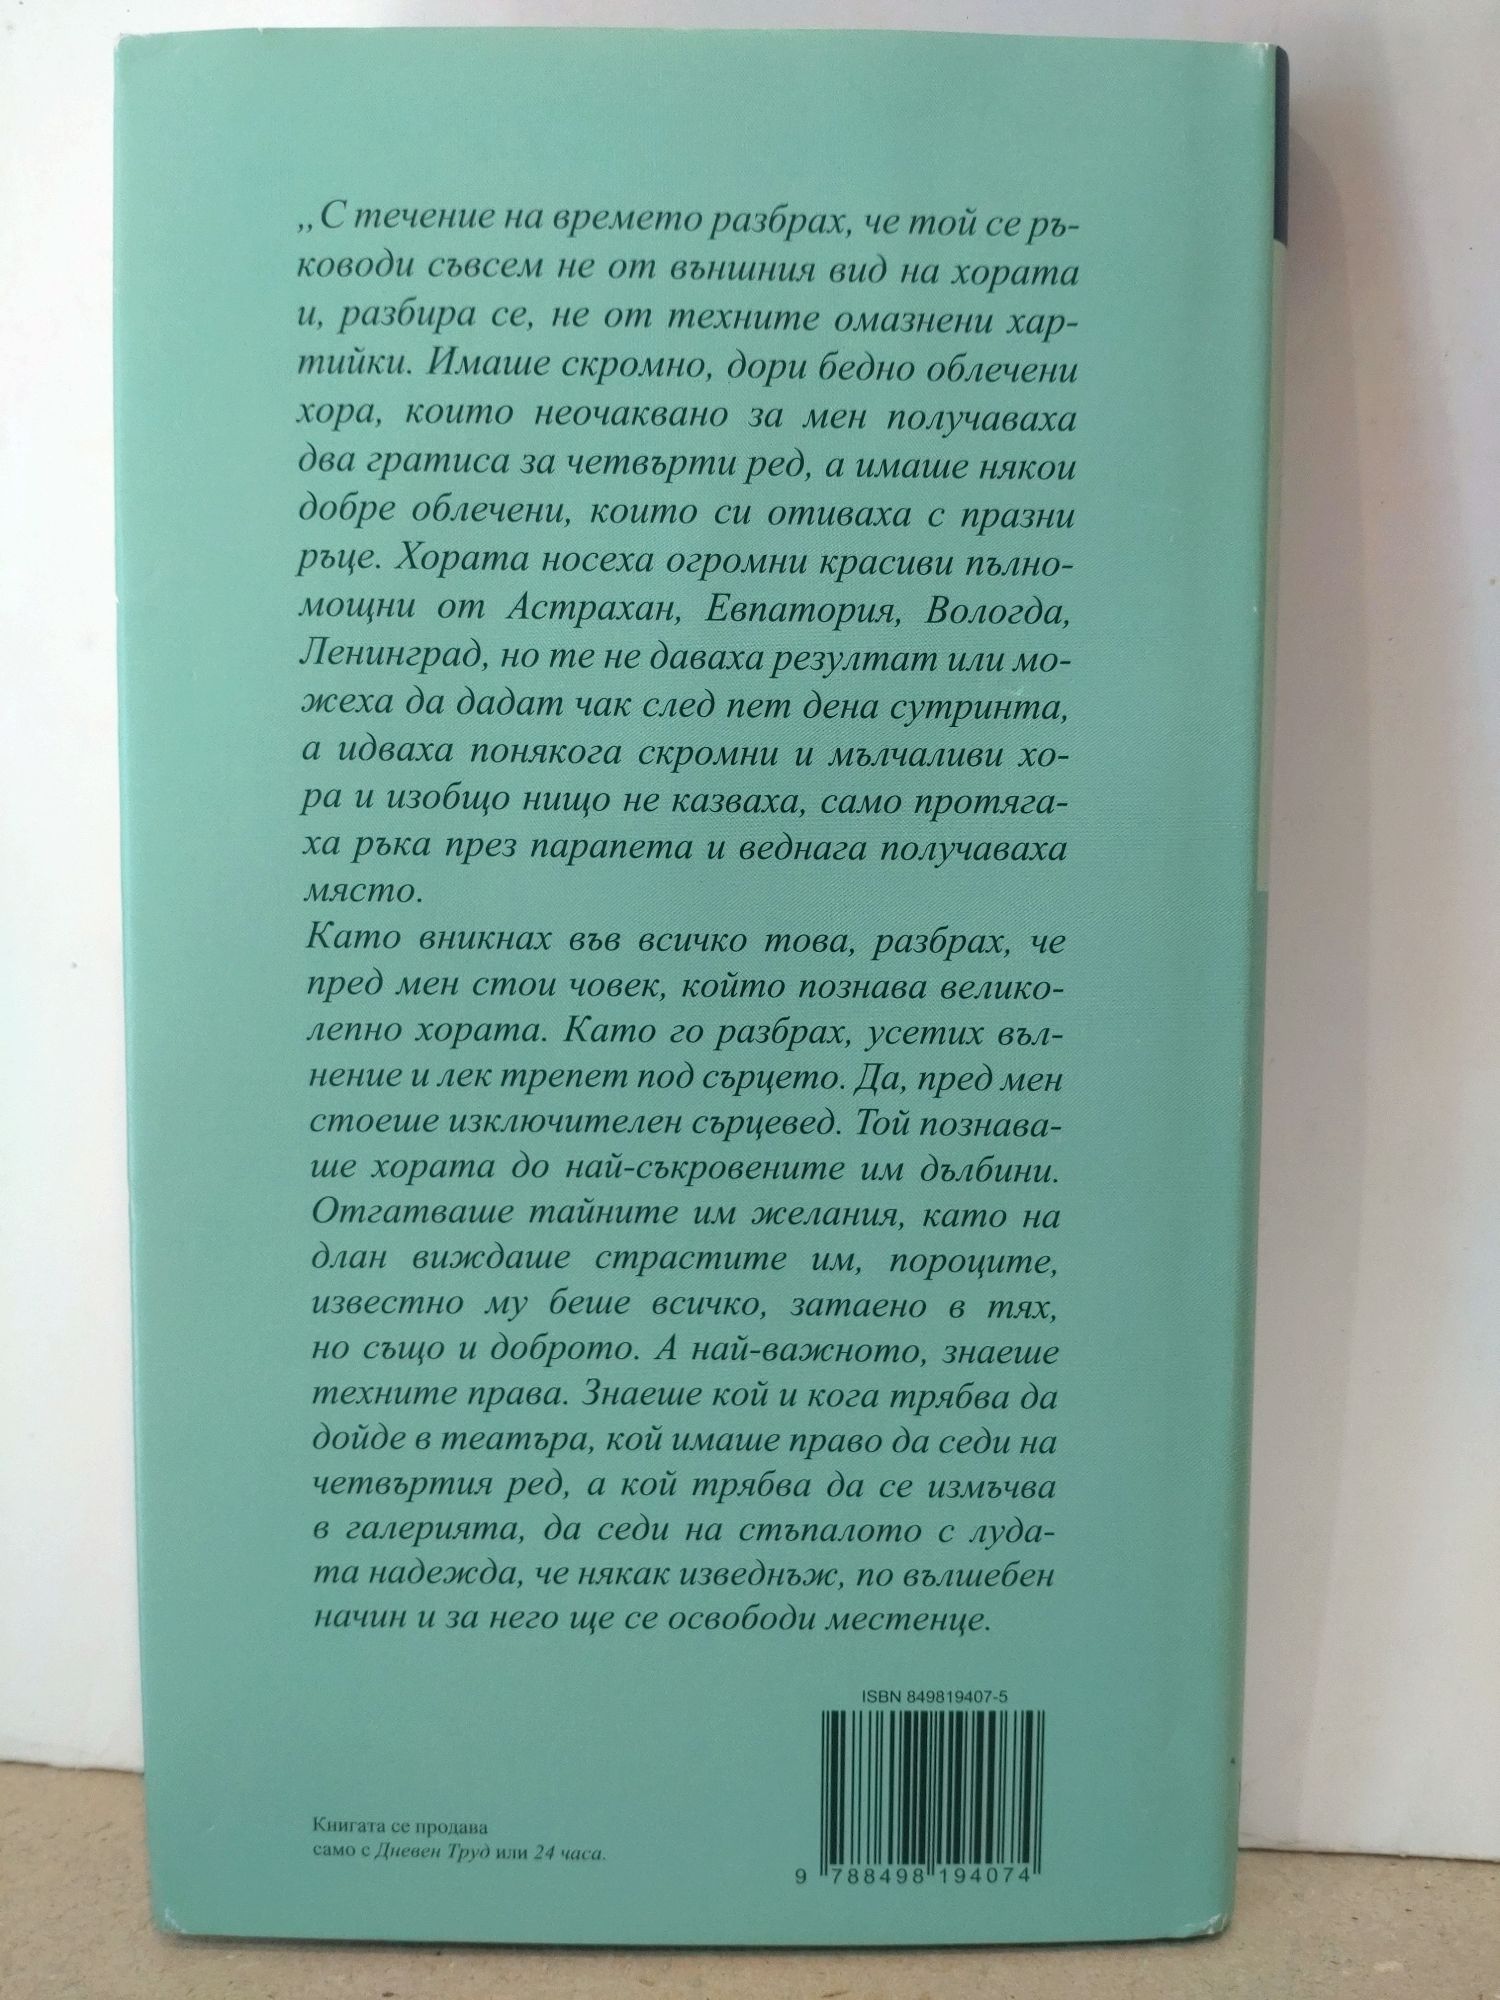 „С течение на времето разбрах, че той се ръ-
ководи съвсем не от външния вид на хората
и, разбира се, не от техните омазнени хар-
тийки. Имаше скромно, дори бедно облечени
хора, които неочаквано за мен получаваха
два гратиса за четвърти ред, а имаше някои
добре облечени, които си отиваха с празни
ръце. Хората носеха огромни красиви пълно-
мощни от Астрахан, Евпатория, Вологда,
Ленинград, но те не даваха резултат или мо-
жеха да дадат чак след пет дена сутринта,
а идваха понякога скромни и мълчаливи хо-
ра и изобщо нищо не казваха, само протяга-
ха ръка през парапета и веднага получаваха
място.
Като вникнах във всичко това, разбрах, че
пред мен стои човек, който познава велико-
лепно хората. Като го разбрах, усетих въл-
нение и лек трепет под сърцето. Да, пред мен
стоеше изключителен сърцевед. Той познава-
ше хората до най-съкровените им дълбини.
Отгатваше тайните им желания, като на
длан виждаше страстите им, пороците,
известно му беше всичко, затаено в тях,
но също и доброто. А най-важното, знаеше
техните права. Знаеше кой и кога трябва да
дойде в театъра, кой имаше право да седи на
четвъртия ред, а кой трябва да се измъчва
в галерията, да седи на стъпалото с луда-
та надежда, че някак изведнъж, по вълшебен
начин и за него ще се освободи местенце.
ISBN 849819407-5
9 788498 194074
Книгата се продава
само с Дневен Труд или 24 часа.